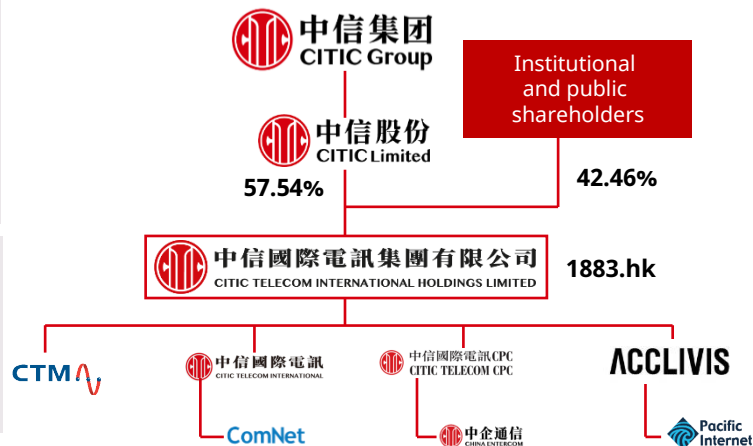 中信集团
CITIC Group
Institutional
and public
shareholders
中信股份
CITIC Limited
57.54%
42.46%
中信國際電訊集團有限公司
CITIC TELECOM INTERNATIONAL HOLDINGS LIMITED
1883.hk
CTM
中信國際電訊
CITIC TELECOM INTERNATIONAL
中信國際電訊CPC
CITIC TELECOM CPC
ACCLIVIS
ComNet
中企通信
CHINA ENTERCOM
Pacific
Internet